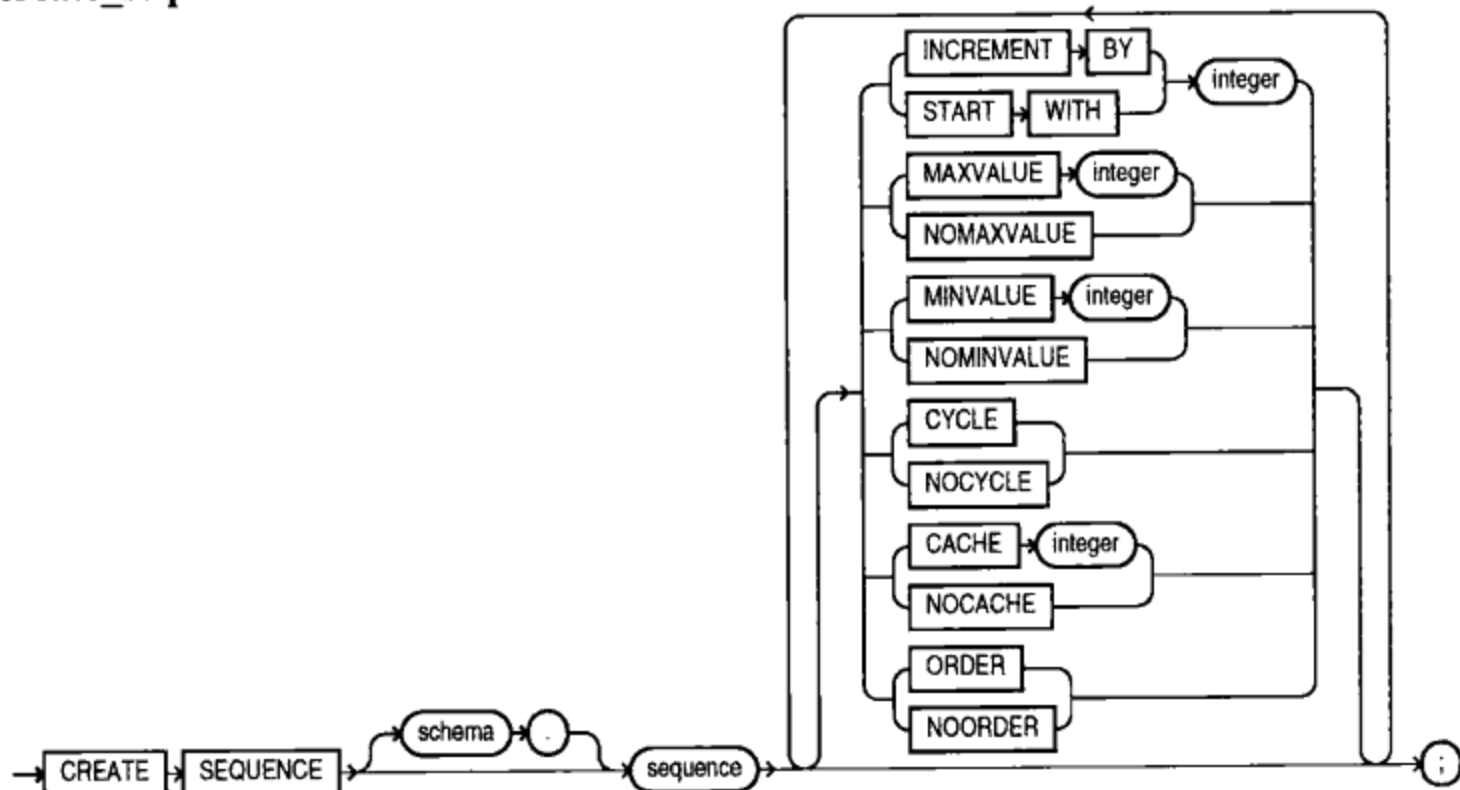 INCREMENT BY integer
START WITH
MAXVALUE integer
NOMAXVALUE
MINVALUE integer
NOMINVALUE
CYCLE
NOCYCLE
CACHE integer
NOCACHE
ORDER
NOORDER
schema .
CREATE SEQUENCE sequence ;